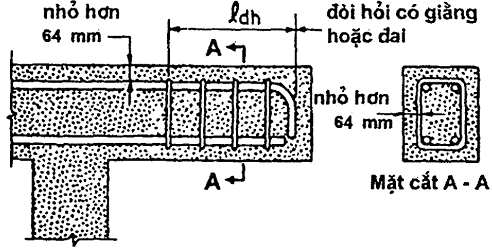 nhỏ hơn
64 mm
ℓdh
đòi hỏi có giằng
hoặc đai
A
A
nhỏ hơn
64 mm
Mặt cắt A - A